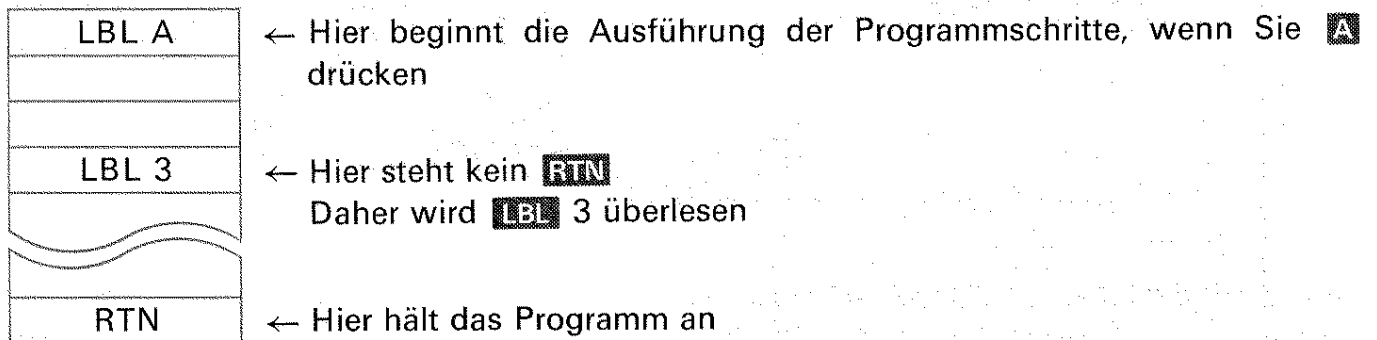 LBL A ← Hier beginnt die Ausführung der Programmschritte, wenn Sie A
drücken
LBL 3 ← Hier steht kein RTN
Daher wird LBL 3 überlesen
RTN ← Hier hält das Programm an